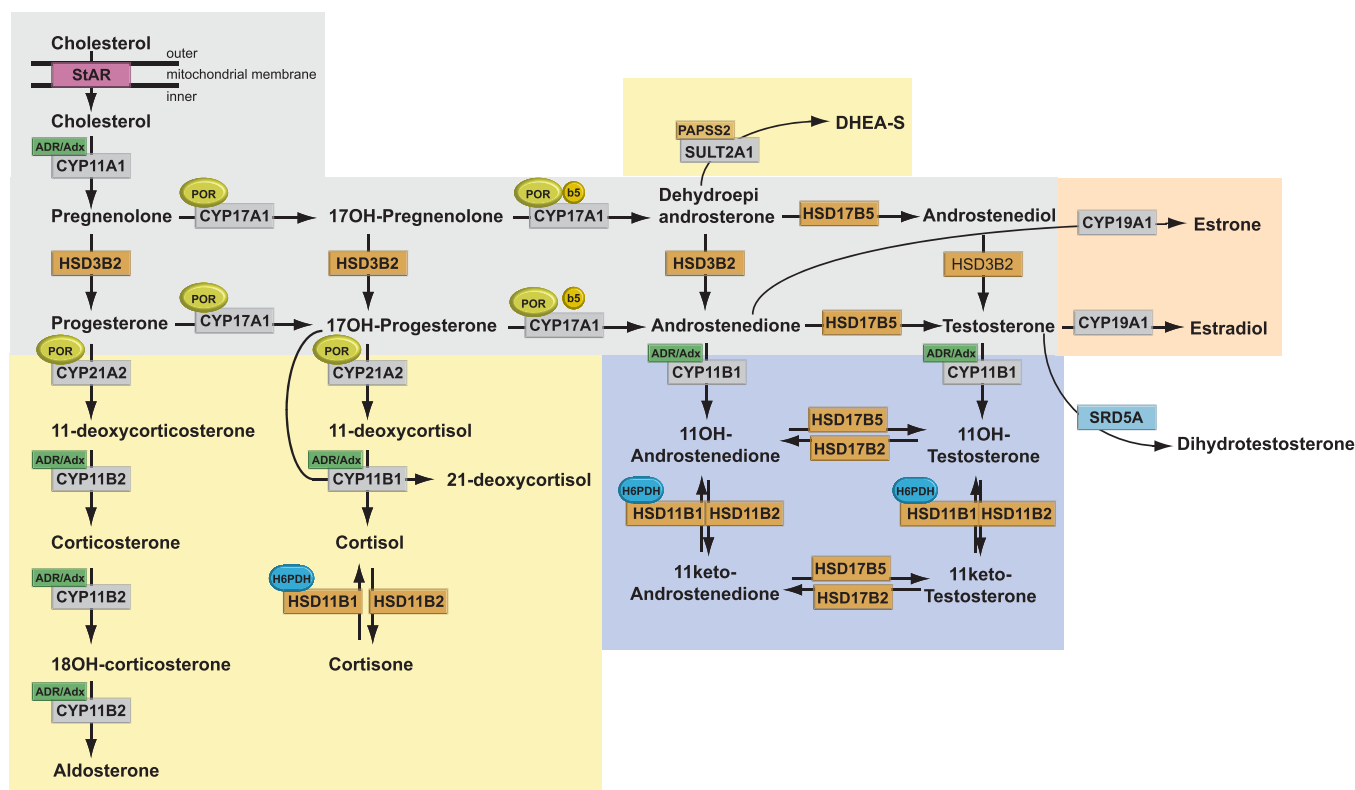 Cholesterol
outer
StAR
mitochondrial membrane
inner
Cholesterol
ADR/Adx
CYP11A1
PAPSS2
SULT2A1
DHEA-S
POR
CYP17A1
POR
b5
CYP17A1
Pregnenolone
17OH-Pregnenolone
Dehydroepi
androsterone
HSD17B5
Androstenediol
CYP19A1
Estrone
HSD3B2
HSD3B2
HSD3B2
HSD3B2
POR
CYP17A1
POR
b5
CYP17A1
Progesterone
17OH-Progesterone
Androstenedione
HSD17B5
Testosterone
CYP19A1
Estradiol
POR
CYP21A2
POR
CYP21A2
ADR/Adx
CYP11B1
ADR/Adx
CYP11B1
SRD5A
Dihydrotestosterone
11-deoxycorticosterone
11-deoxycortisol
11OH-
Androstenedione
HSD17B5
HSD17B2
11OH-
Testosterone
ADR/Adx
CYP11B2
ADR/Adx
CYP11B1
21-deoxycortisol
H6PDH
HSD11B1
HSD11B2
H6PDH
HSD11B1
HSD11B2
Corticosterone
Cortisol
11keto-
Androstenedione
HSD17B5
HSD17B2
11keto-
Testosterone
ADR/Adx
CYP11B2
H6PDH
HSD11B1
HSD11B2
18OH-corticosterone
Cortisone
ADR/Adx
CYP11B2
Aldosterone